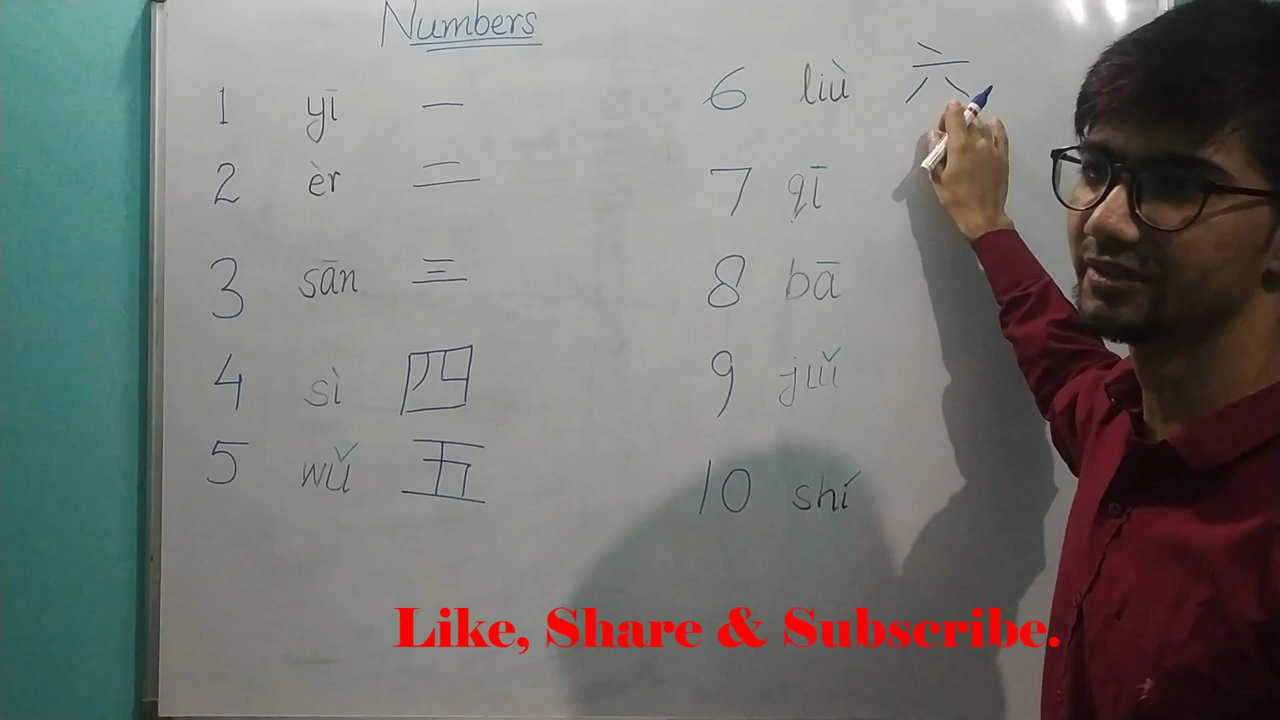 Numbers
1 yī 一
2 èr 二
3 sān 三
4 sì 四
5 wǔ 五
6 liù 六
7 qī
8 bā
9 jiǔ
10 shí
Like, Share & Subscribe.